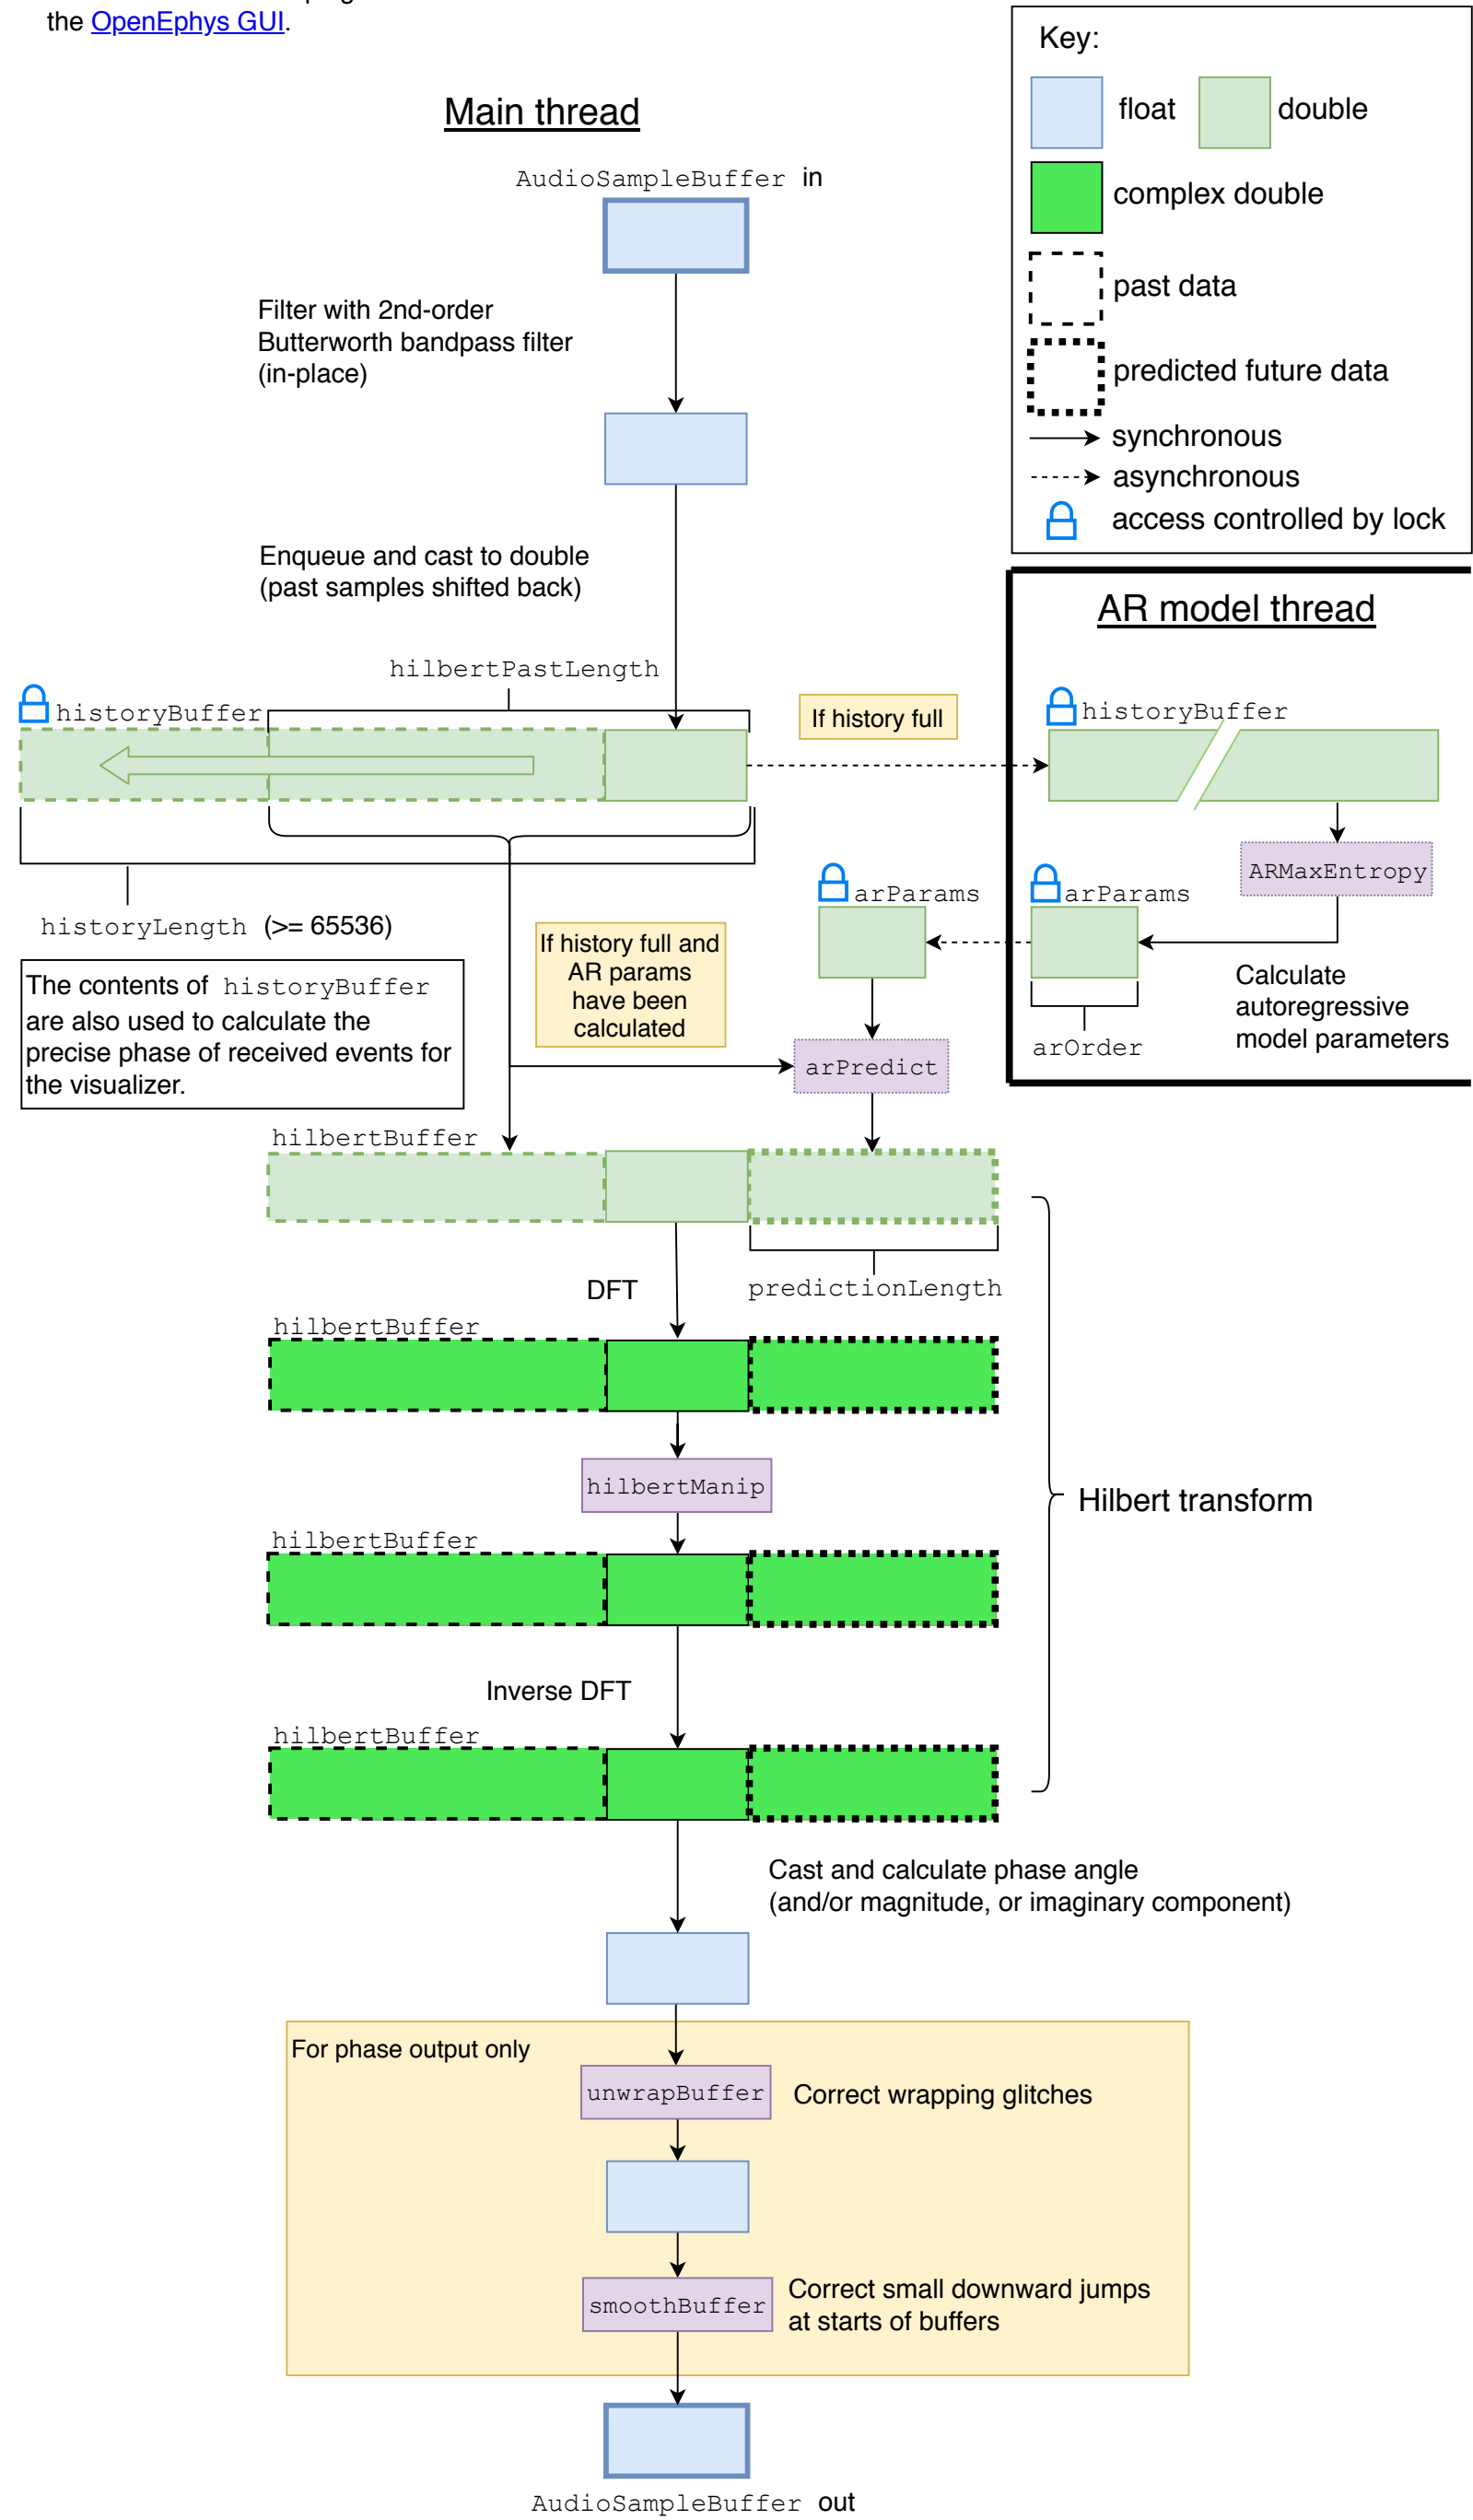 the OpenEphys GUI.
Key:
float
double
complex double
past data
predicted future data
synchronous
asynchronous
access controlled by lock
Main thread
AudioSampleBuffer in
Filter with 2nd-order
Butterworth bandpass filter
(in-place)
Enqueue and cast to double
(past samples shifted back)
AR model thread
hilbertPastLength
historyBuffer
If history full
historyBuffer
ARMaxEntropy
arParams
arParams
historyLength (>= 65536)
If history full and
AR params
have been
calculated
Calculate
autoregressive
model parameters
arOrder
The contents of historyBuffer
are also used to calculate the
precise phase of received events for
the visualizer.
arPredict
hilbertBuffer
DFT
predictionLength
hilbertBuffer
hilbertManip
Hilbert transform
hilbertBuffer
Inverse DFT
hilbertBuffer
Cast and calculate phase angle
(and/or magnitude, or imaginary component)
For phase output only
unwrapBuffer
Correct wrapping glitches
smoothBuffer
Correct small downward jumps
at starts of buffers
AudioSampleBuffer out